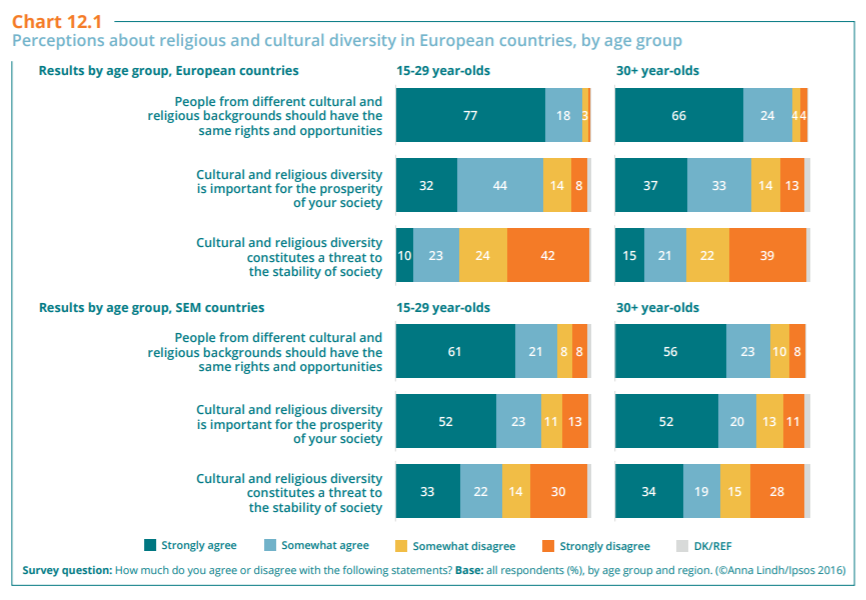 Chart 12.1
Perceptions about religious and cultural diversity in European countries, by age group
Results by age group, European countries
15-29 year-olds
30+ year-olds
People from different cultural and
religious backgrounds should have the
same rights and opportunities
77 18 3
66 24 4 4
Cultural and religious diversity
is important for the prosperity
of your society
32 44 14 8
37 33 14 13
Cultural and religious diversity
constitutes a threat to
the stability of society
10 23 24 42
15 21 22 39
Results by age group, SEM countries
15-29 year-olds
30+ year-olds
People from different cultural and
religious backgrounds should have the
same rights and opportunities
61 21 8 8
56 23 10 8
Cultural and religious diversity
is important for the prosperity
of your society
52 23 11 13
52 20 13 11
Cultural and religious diversity
constitutes a threat to
the stability of society
33 22 14 30
34 19 15 28
Strongly agree Somewhat agree Somewhat disagree Strongly disagree DK/REF
Survey question: How much do you agree or disagree with the following statements? Base: all respondents (%), by age group and region. (©Anna Lindh/Ipsos 2016)